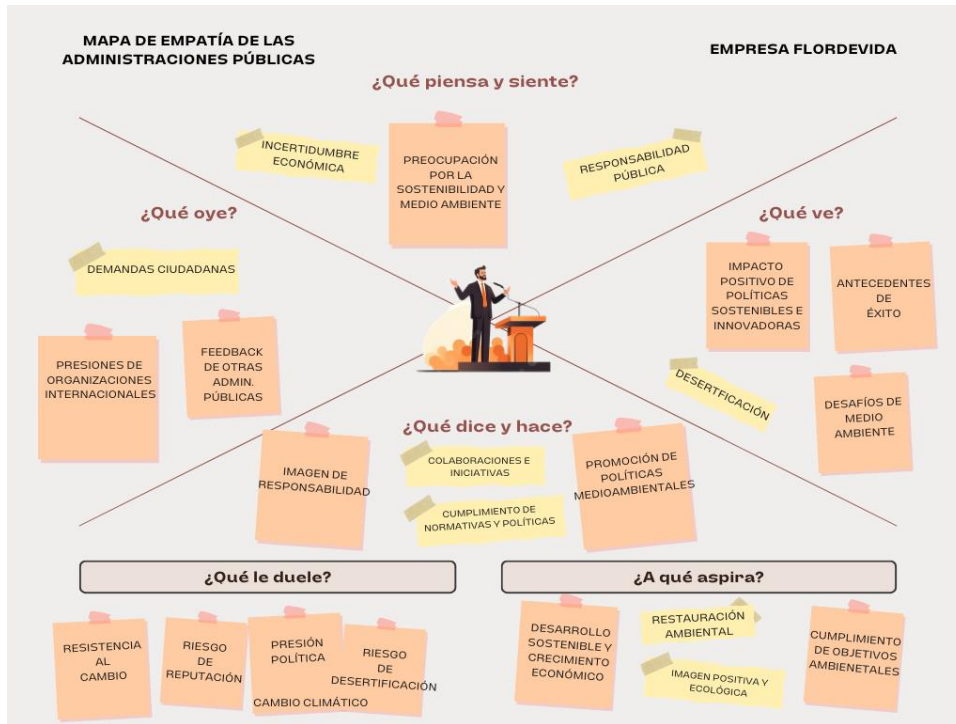 MAPA DE EMPATÍA DE LAS
ADMINISTRACIONES PÚBLICAS
EMPRESA FLORDEVIDA
¿Qué piensa y siente?
INCERTIDUMBRE
ECONÓMICA
PREOCUPACIÓN
POR LA
SOSTENIBILIDAD Y
MEDIO AMBIENTE
RESPONSABILIDAD
PÚBLICA
¿Qué oye?
DEMANDAS CIUDADANAS
PRESIONES DE
ORGANIZACIONES
INTERNACIONALES
FEEDBACK
DE OTRAS
ADMIN.
PÚBLICAS
¿Qué ve?
IMPACTO
POSITIVO DE
POLÍTICAS
SOSTENIBLES E
INNOVADORAS
ANTECEDENTES
DE
ÉXITO
DESERTFICACIÓN
DESAFÍOS DE
MEDIO
AMBIENTE
¿Qué dice y hace?
IMAGEN DE
RESPONSABILIDAD
COLABORACIONES E
INICIATIVAS
CUMPLIMIENTO DE
NORMATIVAS Y POLÍTICAS
PROMOCIÓN DE
POLÍTICAS
MEDIOAMBIENTALES
¿Qué le duele?
RESISTENCIA
AL
CAMBIO
RIESGO
DE
REPUTACIÓN
PRESIÓN
POLÍTICA
CAMBIO CLIMÁTICO
RIESGO
DE
DESERTIFICACIÓN
¿A qué aspira?
DESARROLLO
SOSTENIBLE Y
CRECIMIENTO
ECONÓMICO
RESTAURACIÓN
AMBIENTAL
IMAGEN POSITIVA Y
ECOLÓGICA
CUMPLIMIENTO
DE OBJETIVOS
AMBIENETALES